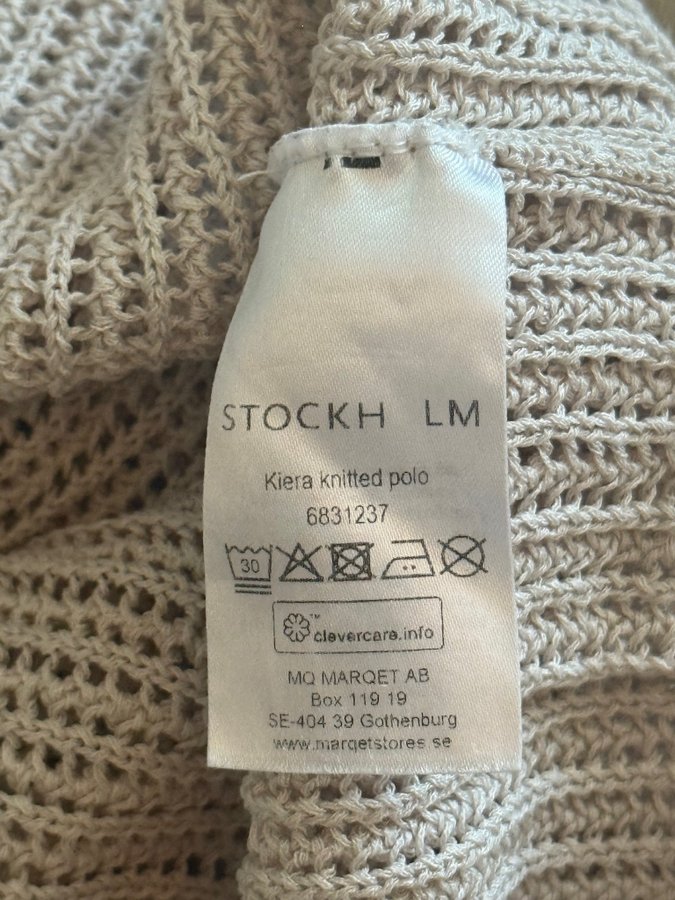 STOCKH LM
Kiera knitted polo
6831237
30
clevercare.info™
MQ MARQET AB
Box 119 19
SE-404 39 Gothenburg
www.marqetstores.se